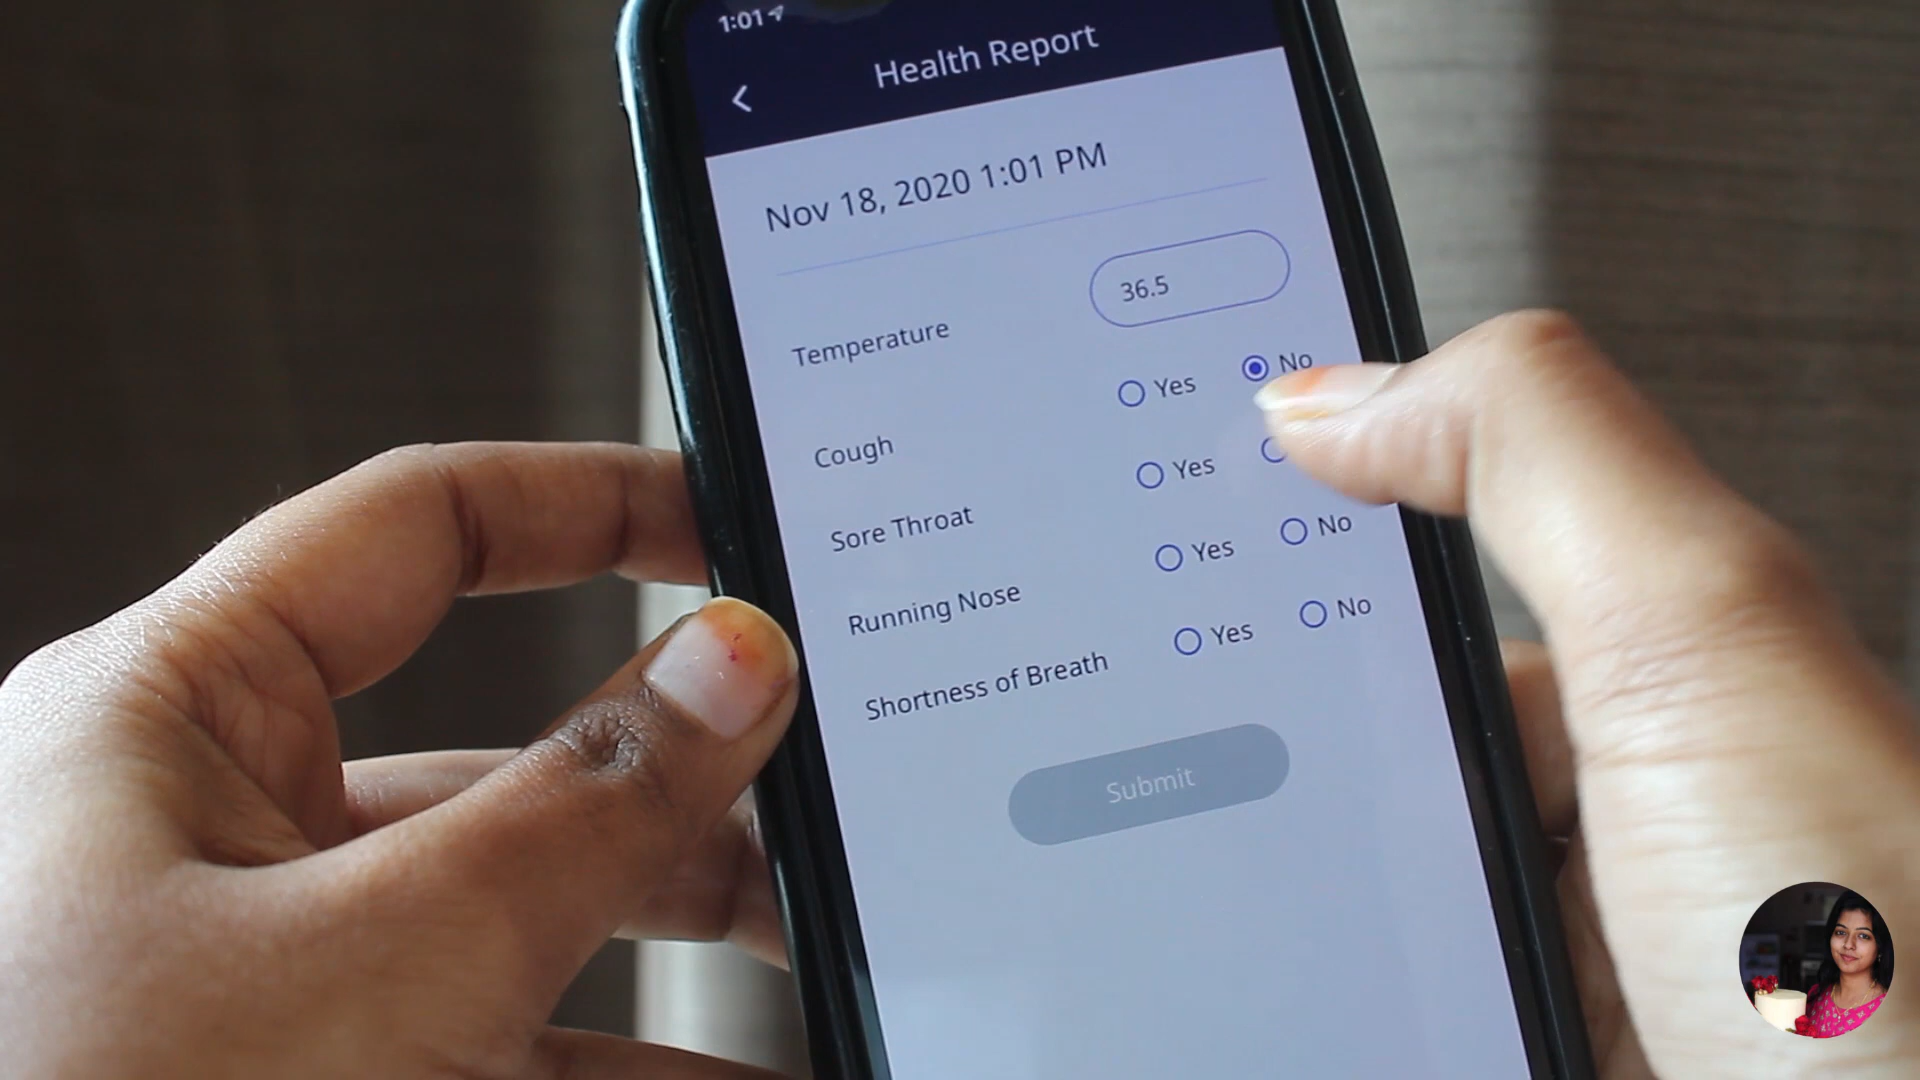 1:01
Health Report
Nov 18, 2020 1:01 PM
Temperature 36.5
Cough Yes No
Sore Throat Yes
Running Nose Yes No
Shortness of Breath Yes No
Submit